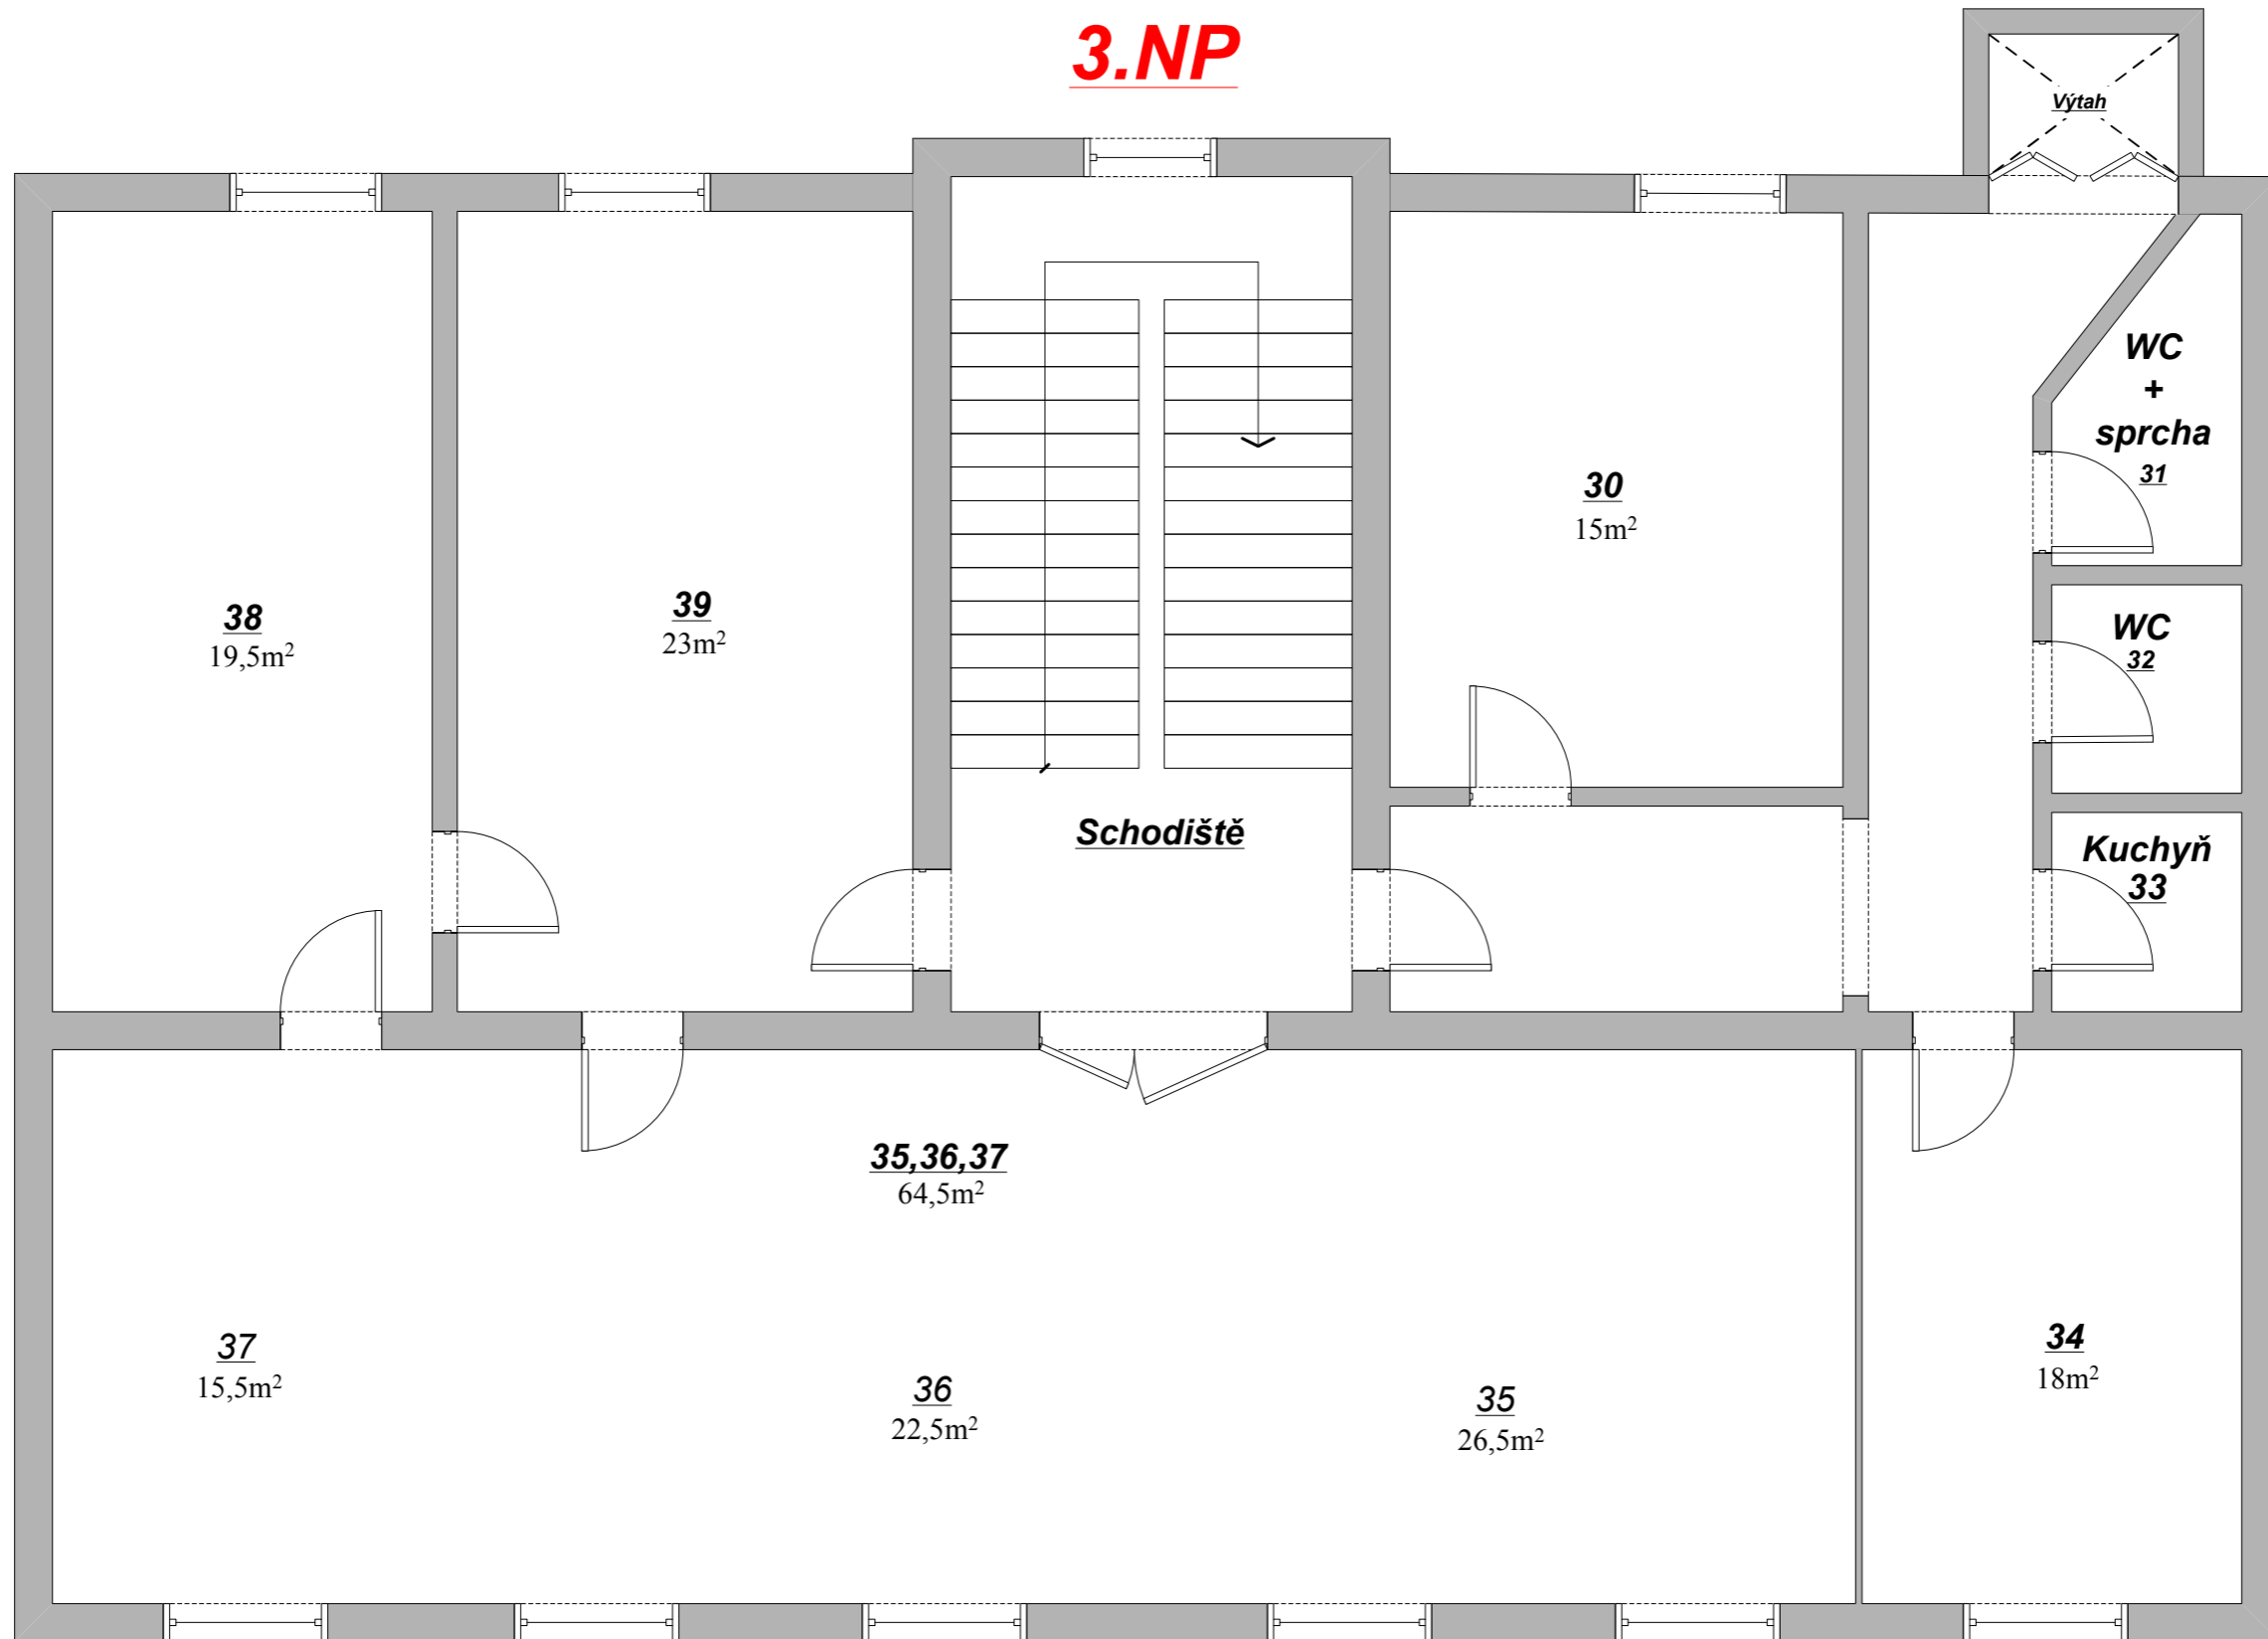 3.NP
Výtah
WC
+
sprcha
31
30
15m²
39
23m²
38
19,5m²
WC
32
Schodiště
Kuchyň
33
35,36,37
64,5m²
37
15,5m²
36
22,5m²
35
26,5m²
34
18m²